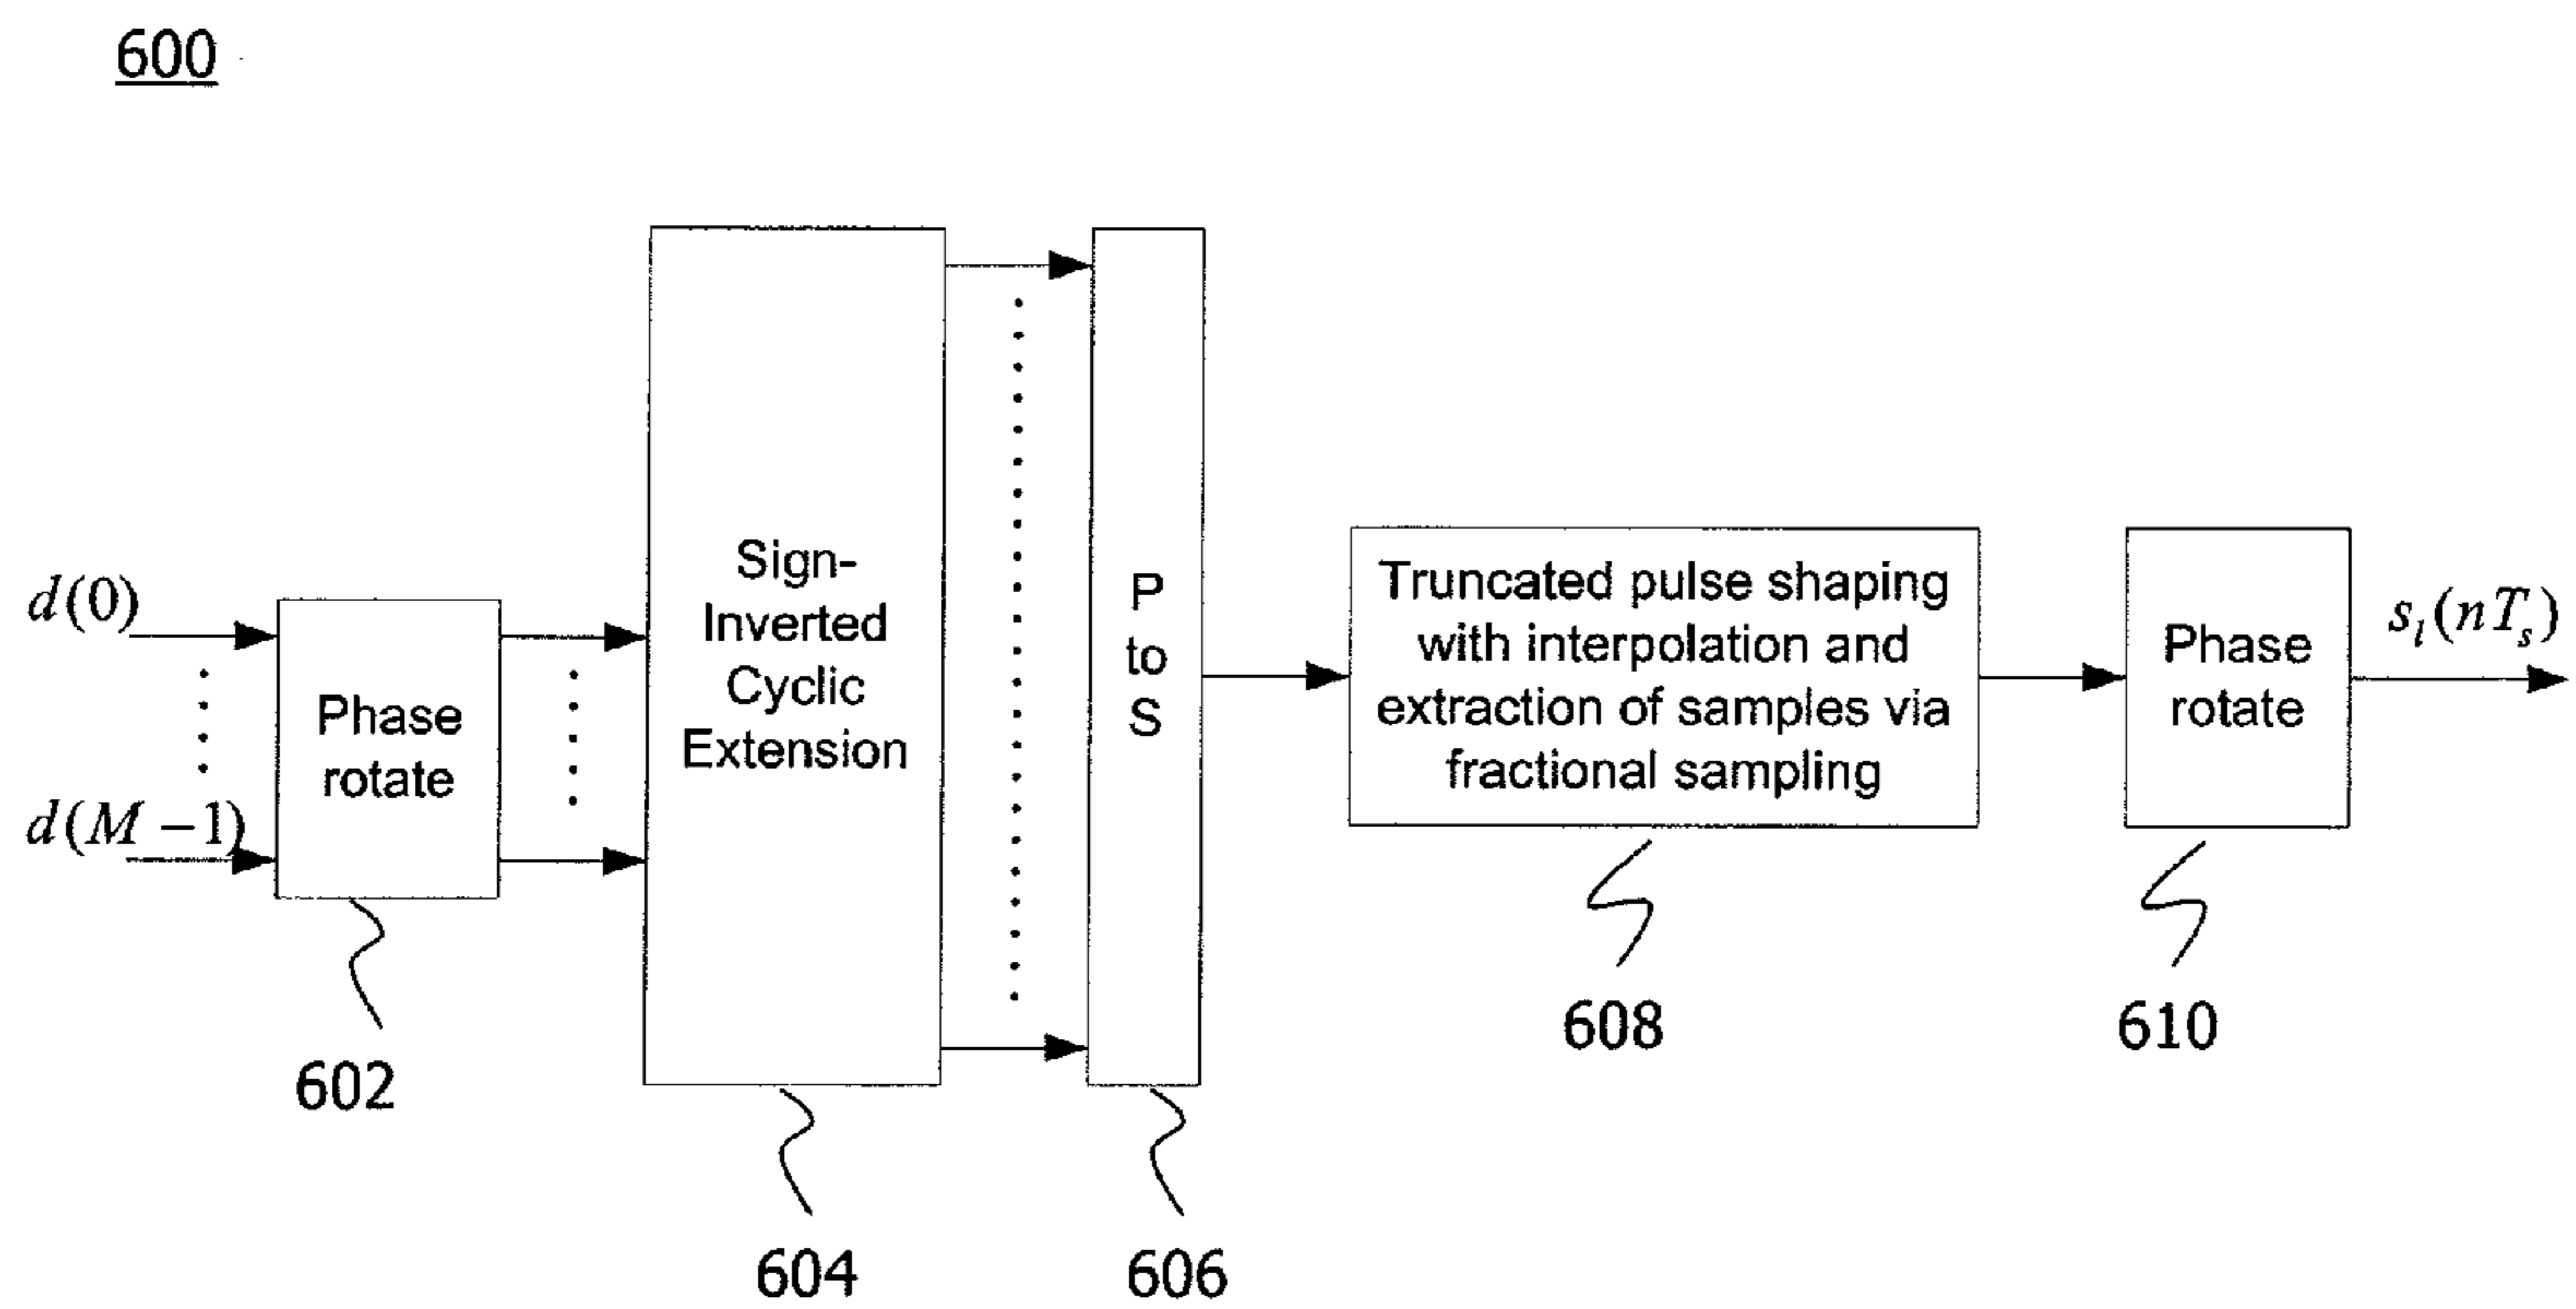 600
d(0)
d(M−1)
Phase
rotate
602
Sign-
Inverted
Cyclic
Extension
604
P
to
S
606
Truncated pulse shaping
with interpolation and
extraction of samples via
fractional sampling
608
Phase
rotate
610
s_l(nT_s)